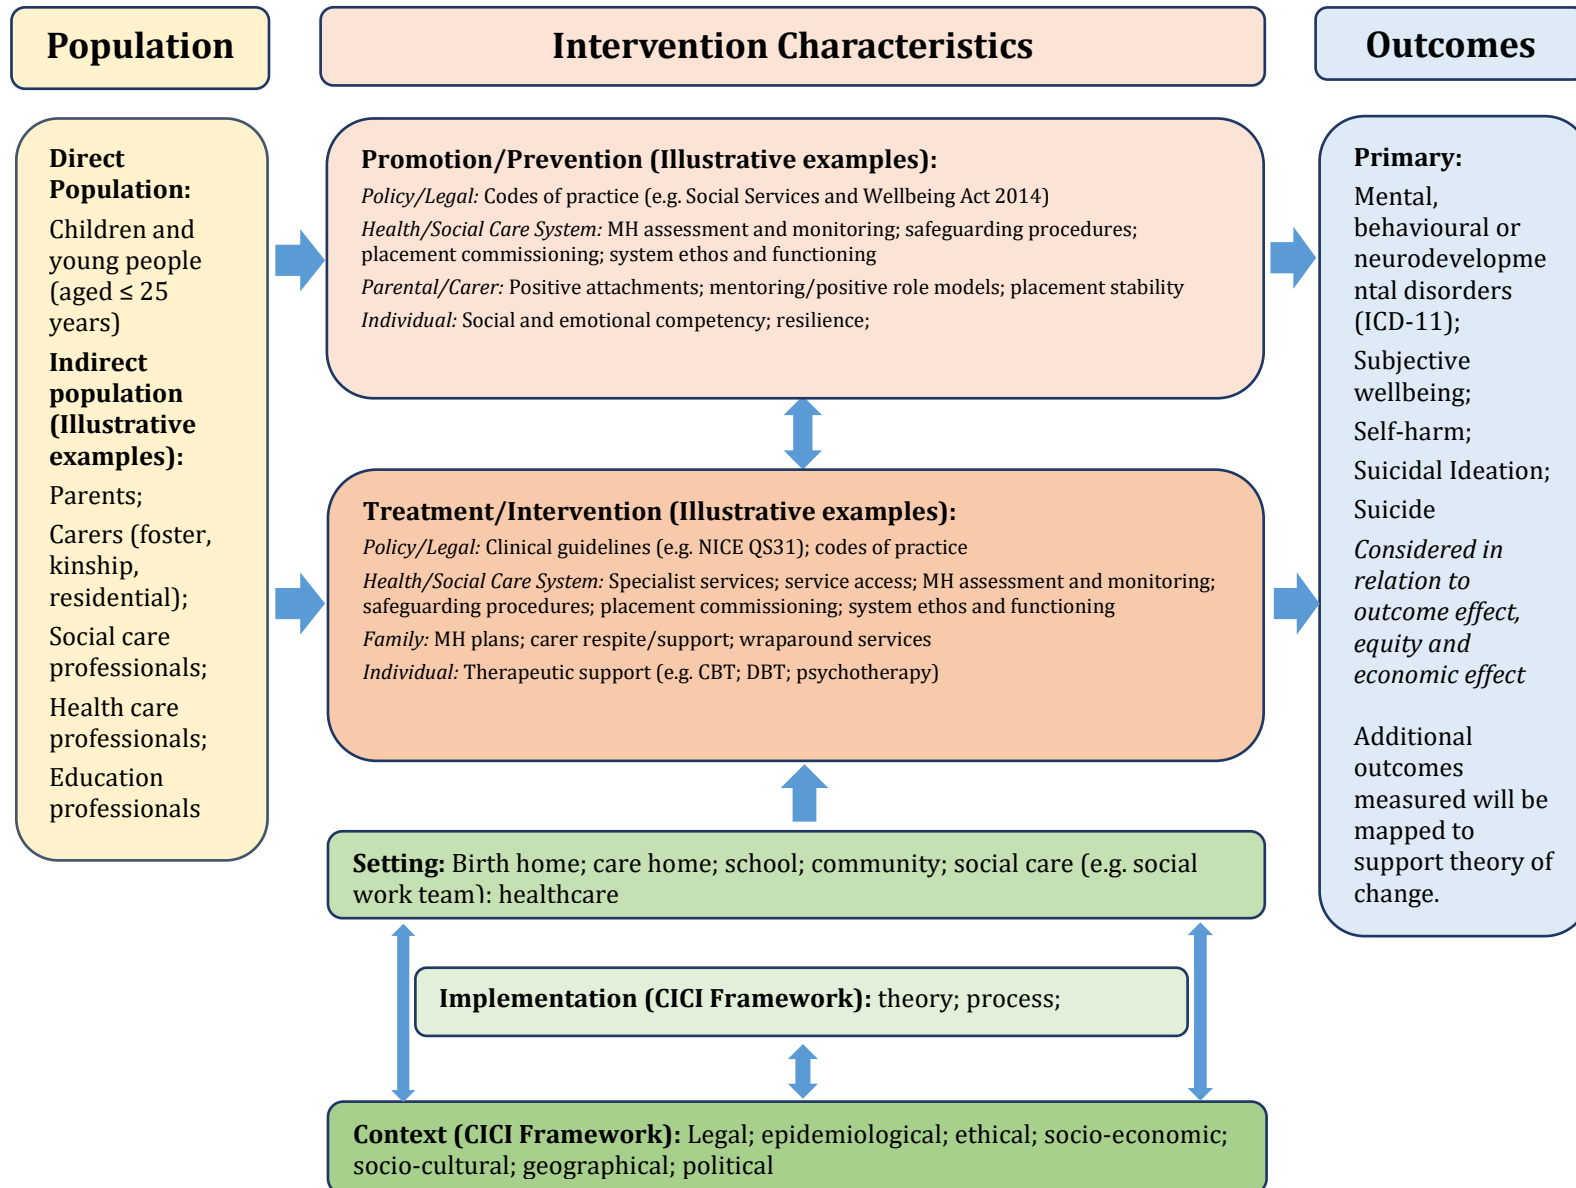 Population
Intervention Characteristics
Outcomes
Direct
Population:
Children and
young people
(aged ≤ 25
years)
Indirect
population
(Illustrative
examples):
Parents;
Carers (foster,
kinship,
residential);
Social care
professionals;
Health care
professionals;
Education
professionals
Promotion/Prevention (Illustrative examples):
Policy/Legal: Codes of practice (e.g. Social Services and Wellbeing Act 2014)
Health/Social Care System: MH assessment and monitoring; safeguarding procedures;
placement commissioning; system ethos and functioning
Parental/Carer: Positive attachments; mentoring/positive role models; placement stability
Individual: Social and emotional competency; resilience;
Treatment/Intervention (Illustrative examples):
Policy/Legal: Clinical guidelines (e.g. NICE QS31); codes of practice
Health/Social Care System: Specialist services; service access; MH assessment and monitoring;
safeguarding procedures; placement commissioning; system ethos and functioning
Family: MH plans; carer respite/support; wraparound services
Individual: Therapeutic support (e.g. CBT; DBT; psychotherapy)
Setting: Birth home; care home; school; community; social care (e.g. social
work team); healthcare
Implementation (CICI Framework): theory; process;
Context (CICI Framework): Legal; epidemiological; ethical; socio-economic;
socio-cultural; geographical; political
Primary:
Mental,
behavioural or
neurodevelopme
ntal disorders
(ICD-11);
Subjective
wellbeing;
Self-harm;
Suicidal Ideation;
Suicide
Considered in
relation to
outcome effect,
equity and
economic effect
Additional
outcomes
measured will be
mapped to
support theory of
change.